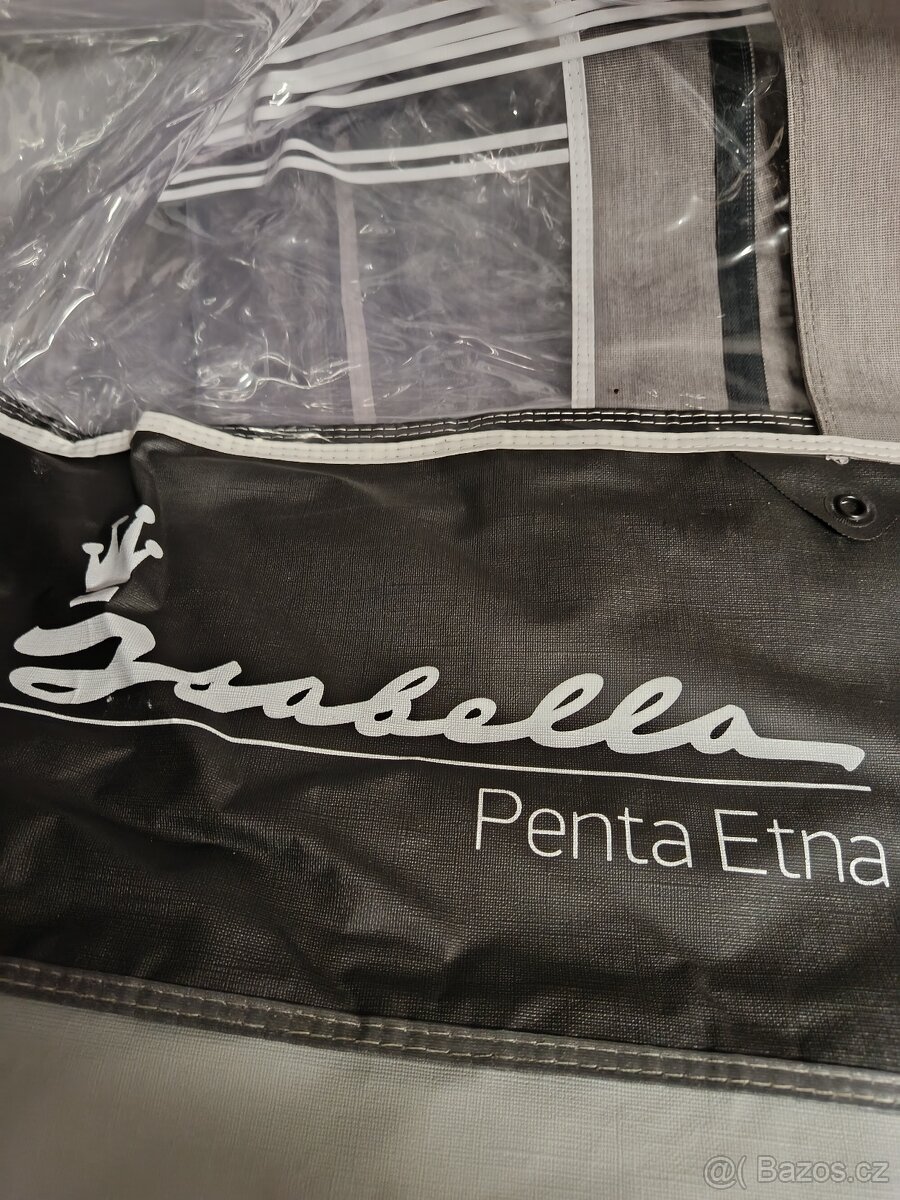 Isabella
Penta Etna
@( Bazos.cz